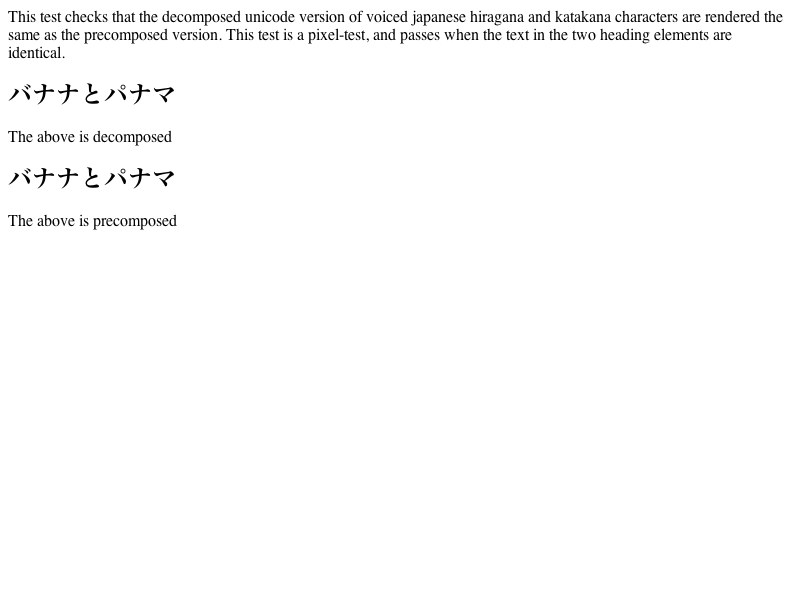 This test checks that the decomposed unicode version of voiced japanese hiragana and katakana characters are rendered the
same as the precomposed version. This test is a pixel-test, and passes when the text in the two heading elements are
identical.
バナナとパナマ
The above is decomposed
バナナとパナマ
The above is precomposed